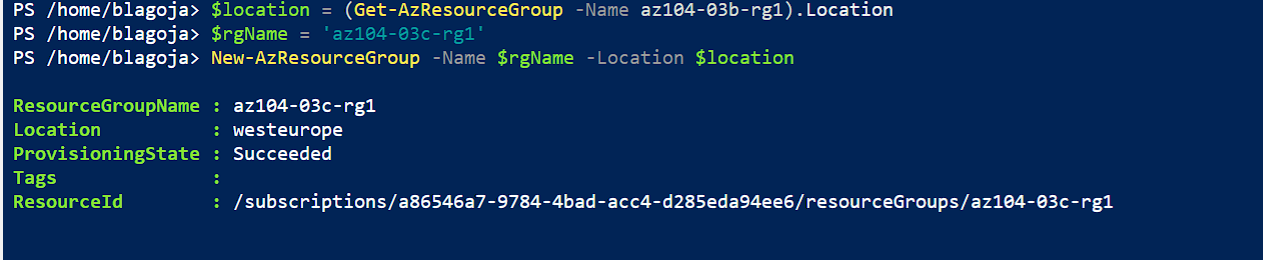 PS /home/blagoja> $location = (Get-AzResourceGroup -Name az104-03b-rg1).Location
PS /home/blagoja> $rgName = 'az104-03c-rg1'
PS /home/blagoja> New-AzResourceGroup -Name $rgName -Location $location
ResourceGroupName : az104-03c-rg1
Location          : westeurope
ProvisioningState : Succeeded
Tags              :
ResourceId        : /subscriptions/a86546a7-9784-4bad-acc4-d285eda94ee6/resourceGroups/az104-03c-rg1